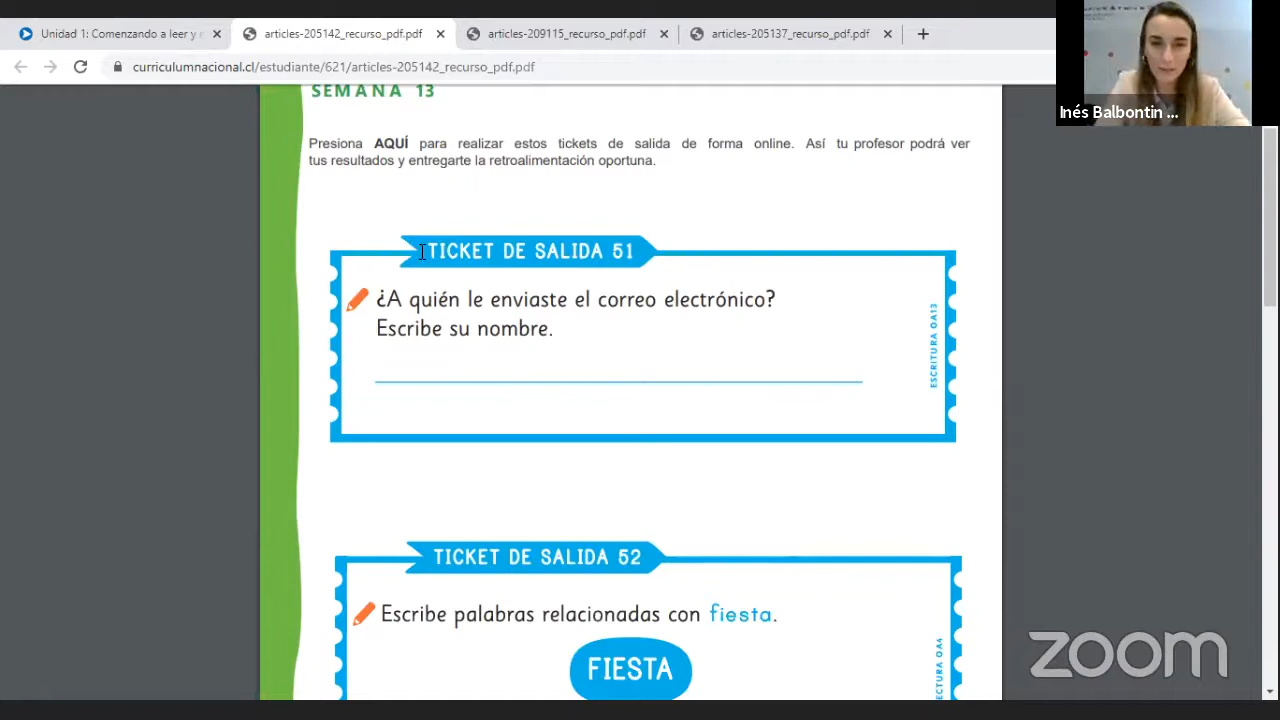 Unidad 1: Comenzando a leer y
articles-205142_recurso_pdf.pdf
articles-209115_recurso_pdf.pdf
articles-205137_recurso_pdf.pdf
curriculumnacional.cl/estudiante/621/articles-205142_recurso_pdf.pdf
Inés Balbontin ...
SEMANA 13
Presiona AQUÍ para realizar estos tickets de salida de forma online. Así tu profesor podrá ver
tus resultados y entregarte la retroalimentación oportuna.
TICKET DE SALIDA 51
¿A quién le enviaste el correo electrónico?
Escribe su nombre.
ESCRITURA OA13
TICKET DE SALIDA 52
Escribe palabras relacionadas con fiesta.
FIESTA
ECTURA OA4
zoom